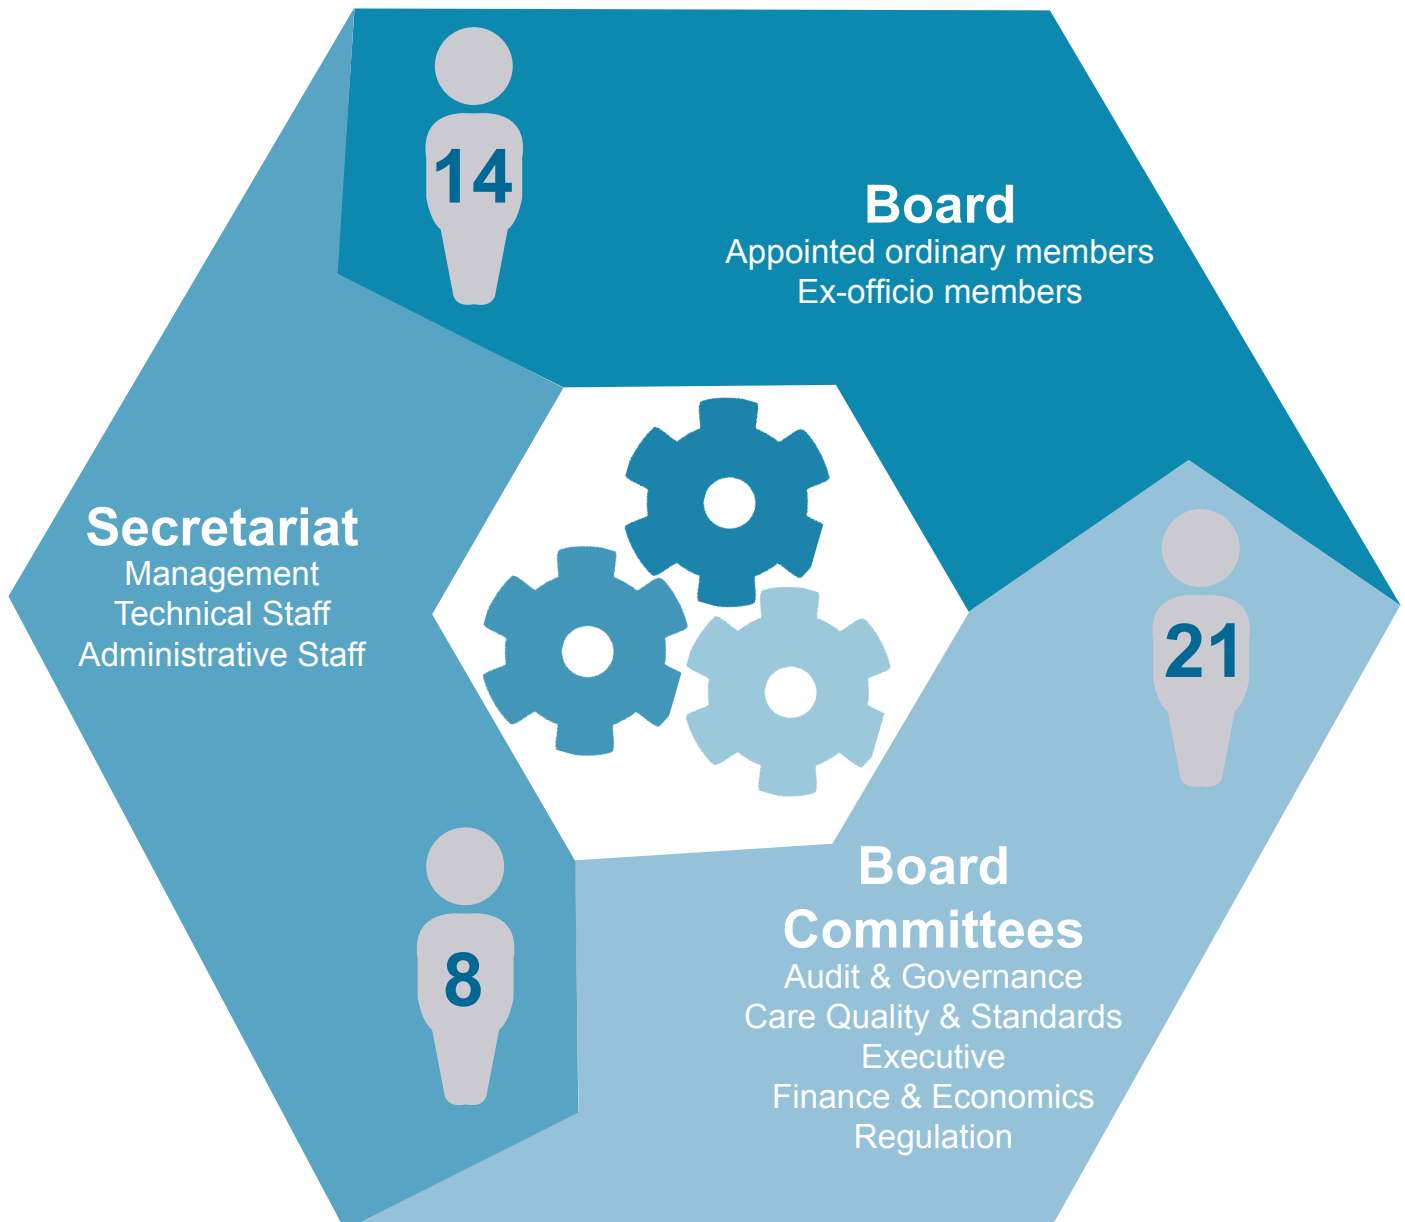 14
Board
Appointed ordinary members
Ex-officio members
Secretariat
Management
Technical Staff
Administrative Staff
21
8
Board
Committees
Audit & Governance
Care Quality & Standards
Executive
Finance & Economics
Regulation